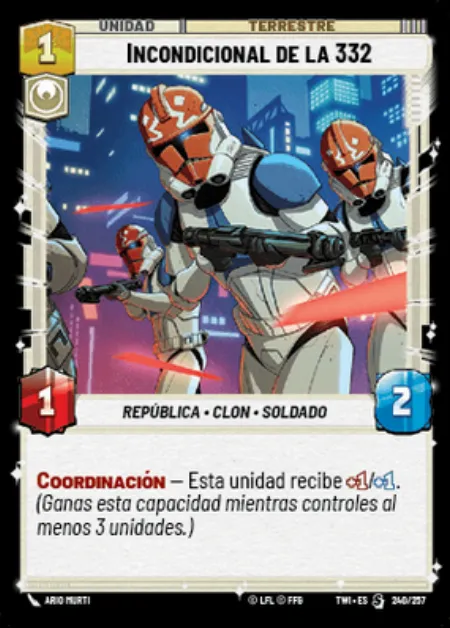 UNIDAD
TERRESTRE
1
INCONDICIONAL DE LA 332
1
REPÚBLICA • CLON • SOLDADO
2
COORDINACIÓN – Esta unidad recibe +1/+1.
(Ganas esta capacidad mientras controles al
menos 3 unidades.)
ARIO MURTI
© LFL © FFG
TWI • ES
240/257